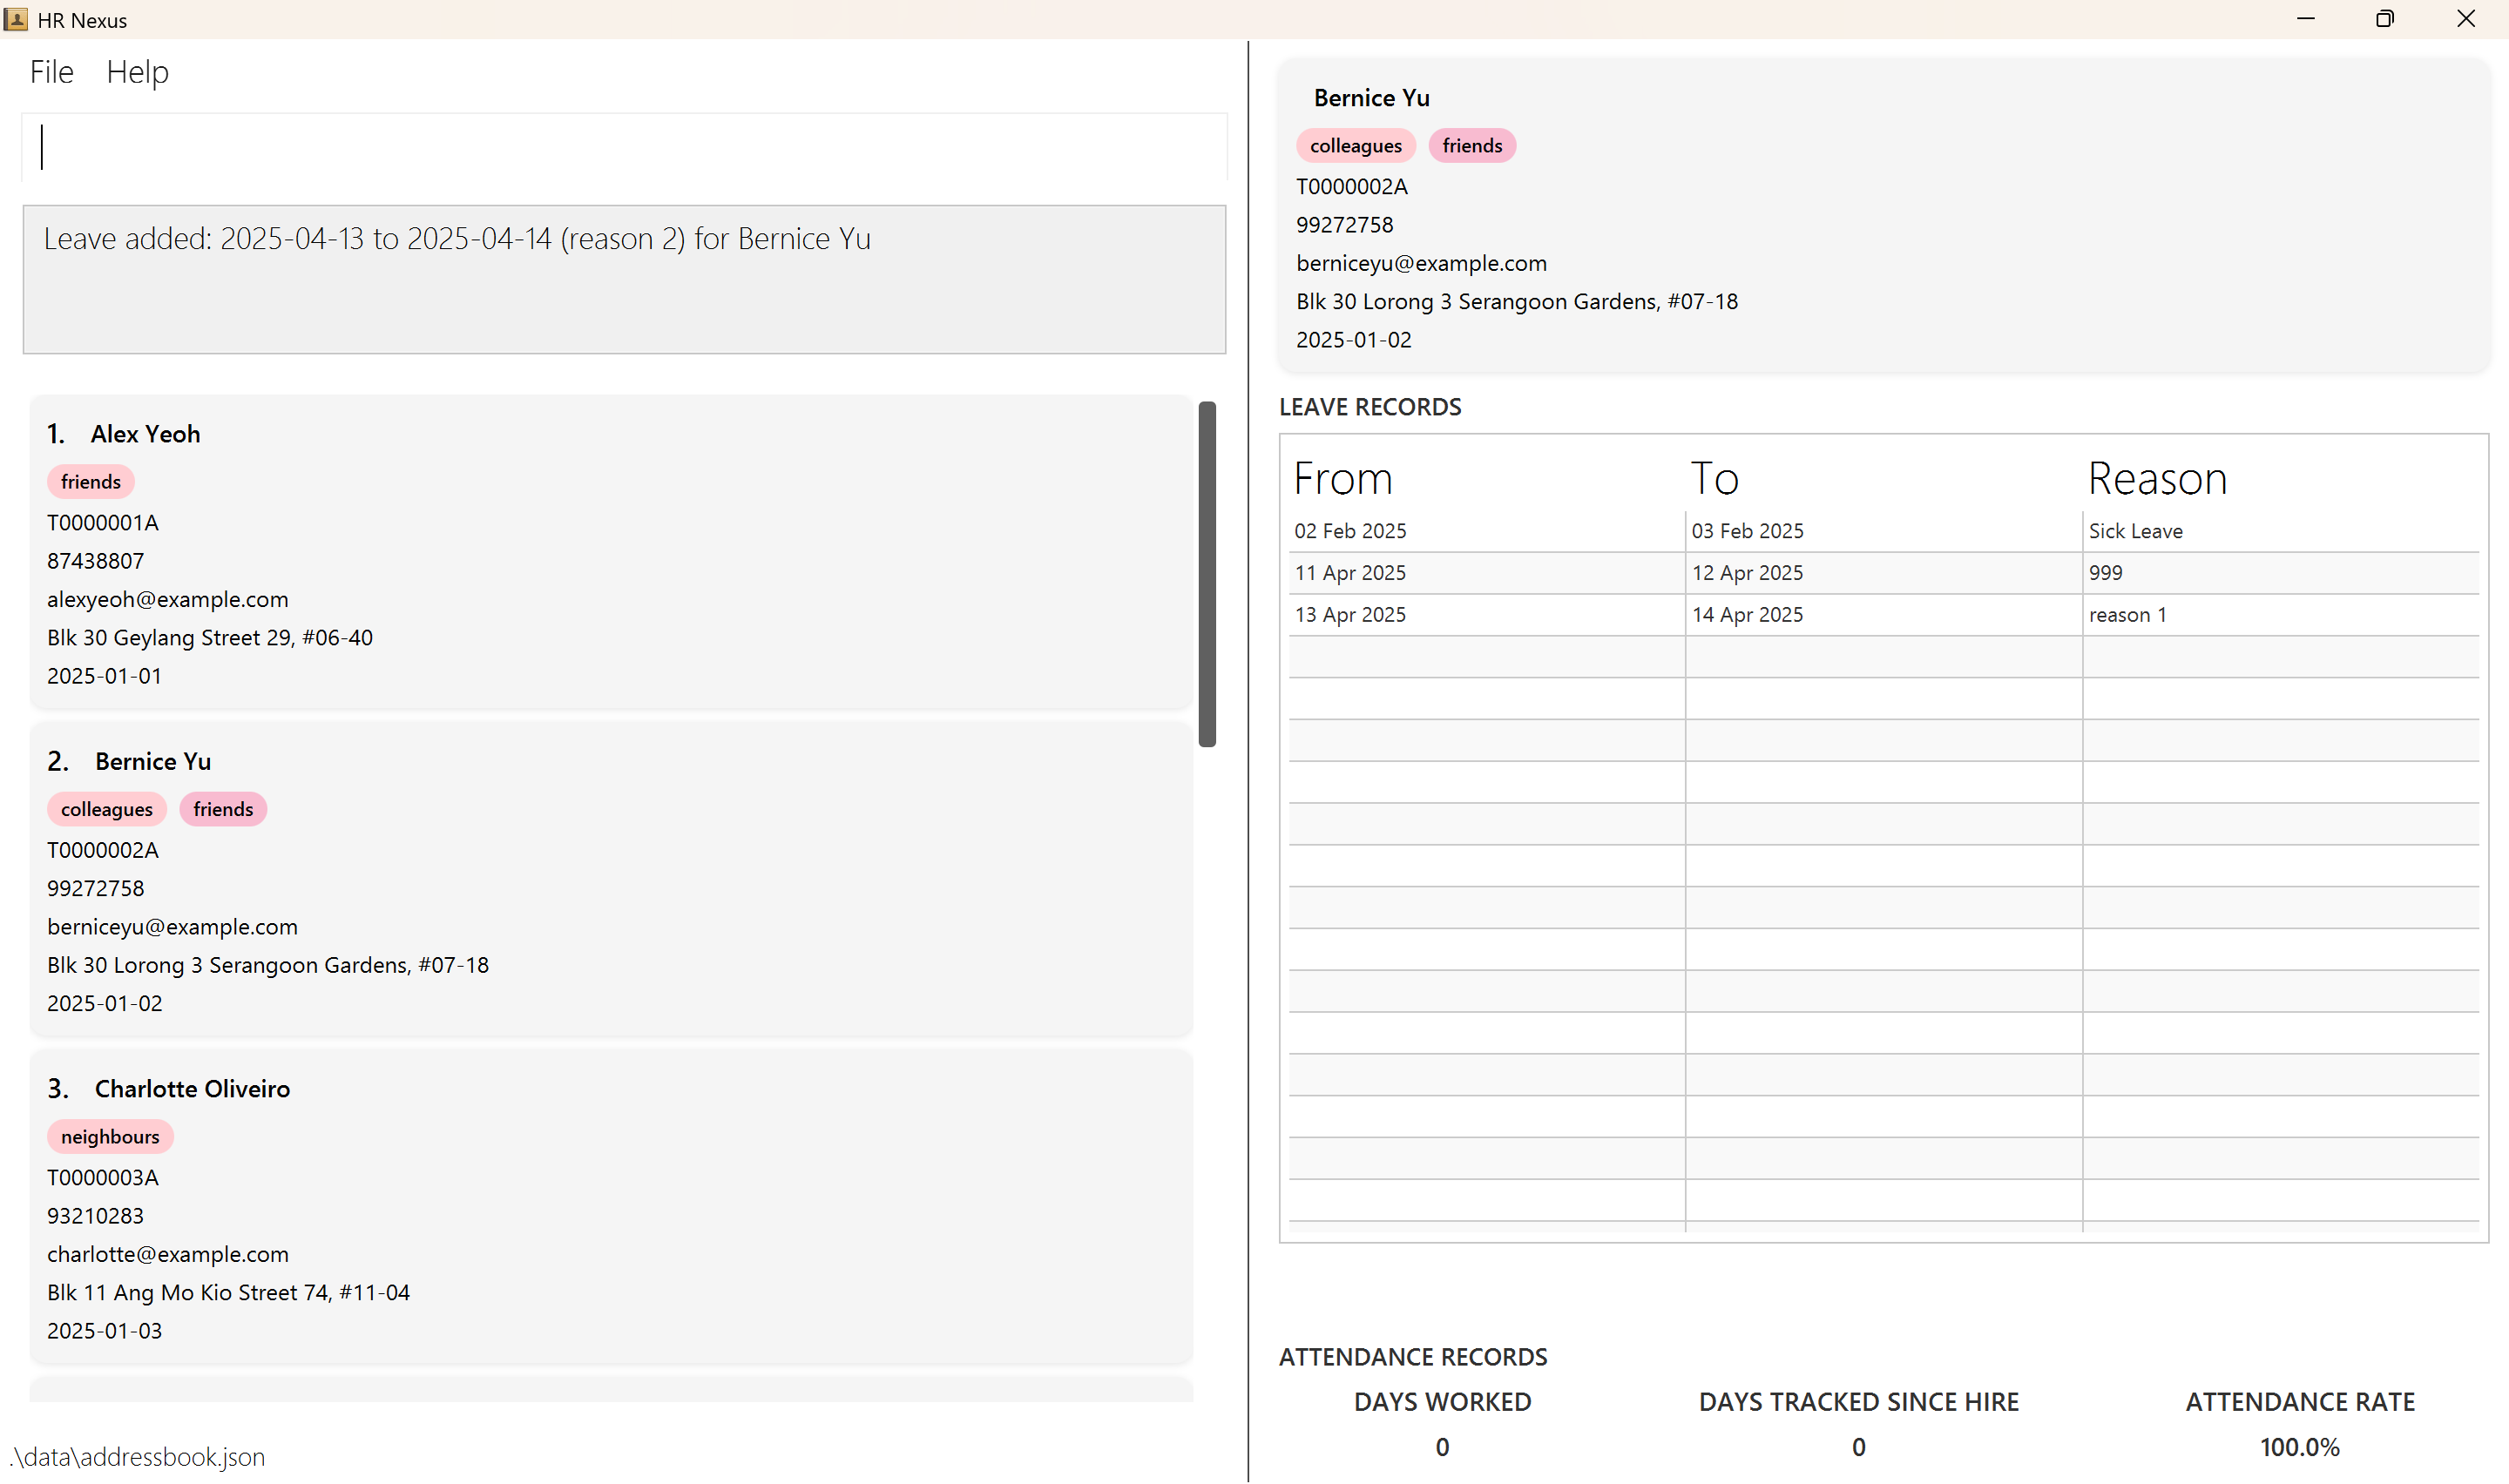 HR Nexus
File Help
Leave added: 2025-04-13 to 2025-04-14 (reason 2) for Bernice Yu
1. Alex Yeoh
friends
T0000001A
87438807
alexyeoh@example.com
Blk 30 Geylang Street 29, #06-40
2025-01-01
2. Bernice Yu
colleagues friends
T0000002A
99272758
berniceyu@example.com
Blk 30 Lorong 3 Serangoon Gardens, #07-18
2025-01-02
3. Charlotte Oliveiro
neighbours
T0000003A
93210283
charlotte@example.com
Blk 11 Ang Mo Kio Street 74, #11-04
2025-01-03
.\data\addressbook.json
Bernice Yu
colleagues friends
T0000002A
99272758
berniceyu@example.com
Blk 30 Lorong 3 Serangoon Gardens, #07-18
2025-01-02
LEAVE RECORDS
From To Reason
02 Feb 2025 03 Feb 2025 Sick Leave
11 Apr 2025 12 Apr 2025 999
13 Apr 2025 14 Apr 2025 reason 1
ATTENDANCE RECORDS
DAYS WORKED DAYS TRACKED SINCE HIRE ATTENDANCE RATE
0 0 100.0%